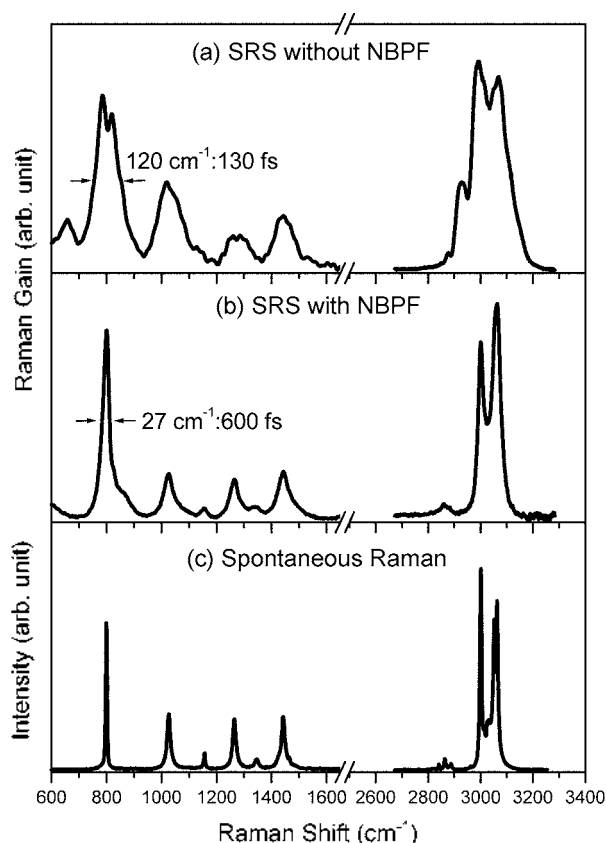 (a) SRS without NBPF
120 cm⁻¹:130 fs
Raman Gain (arb. unit)
(b) SRS with NBPF
27 cm⁻¹:600 fs
(c) Spontaneous Raman
Intensity (arb. unit)
600 800 1000 1200 1400 1600 2600 2800 3000 3200 3400
Raman Shift (cm⁻¹)